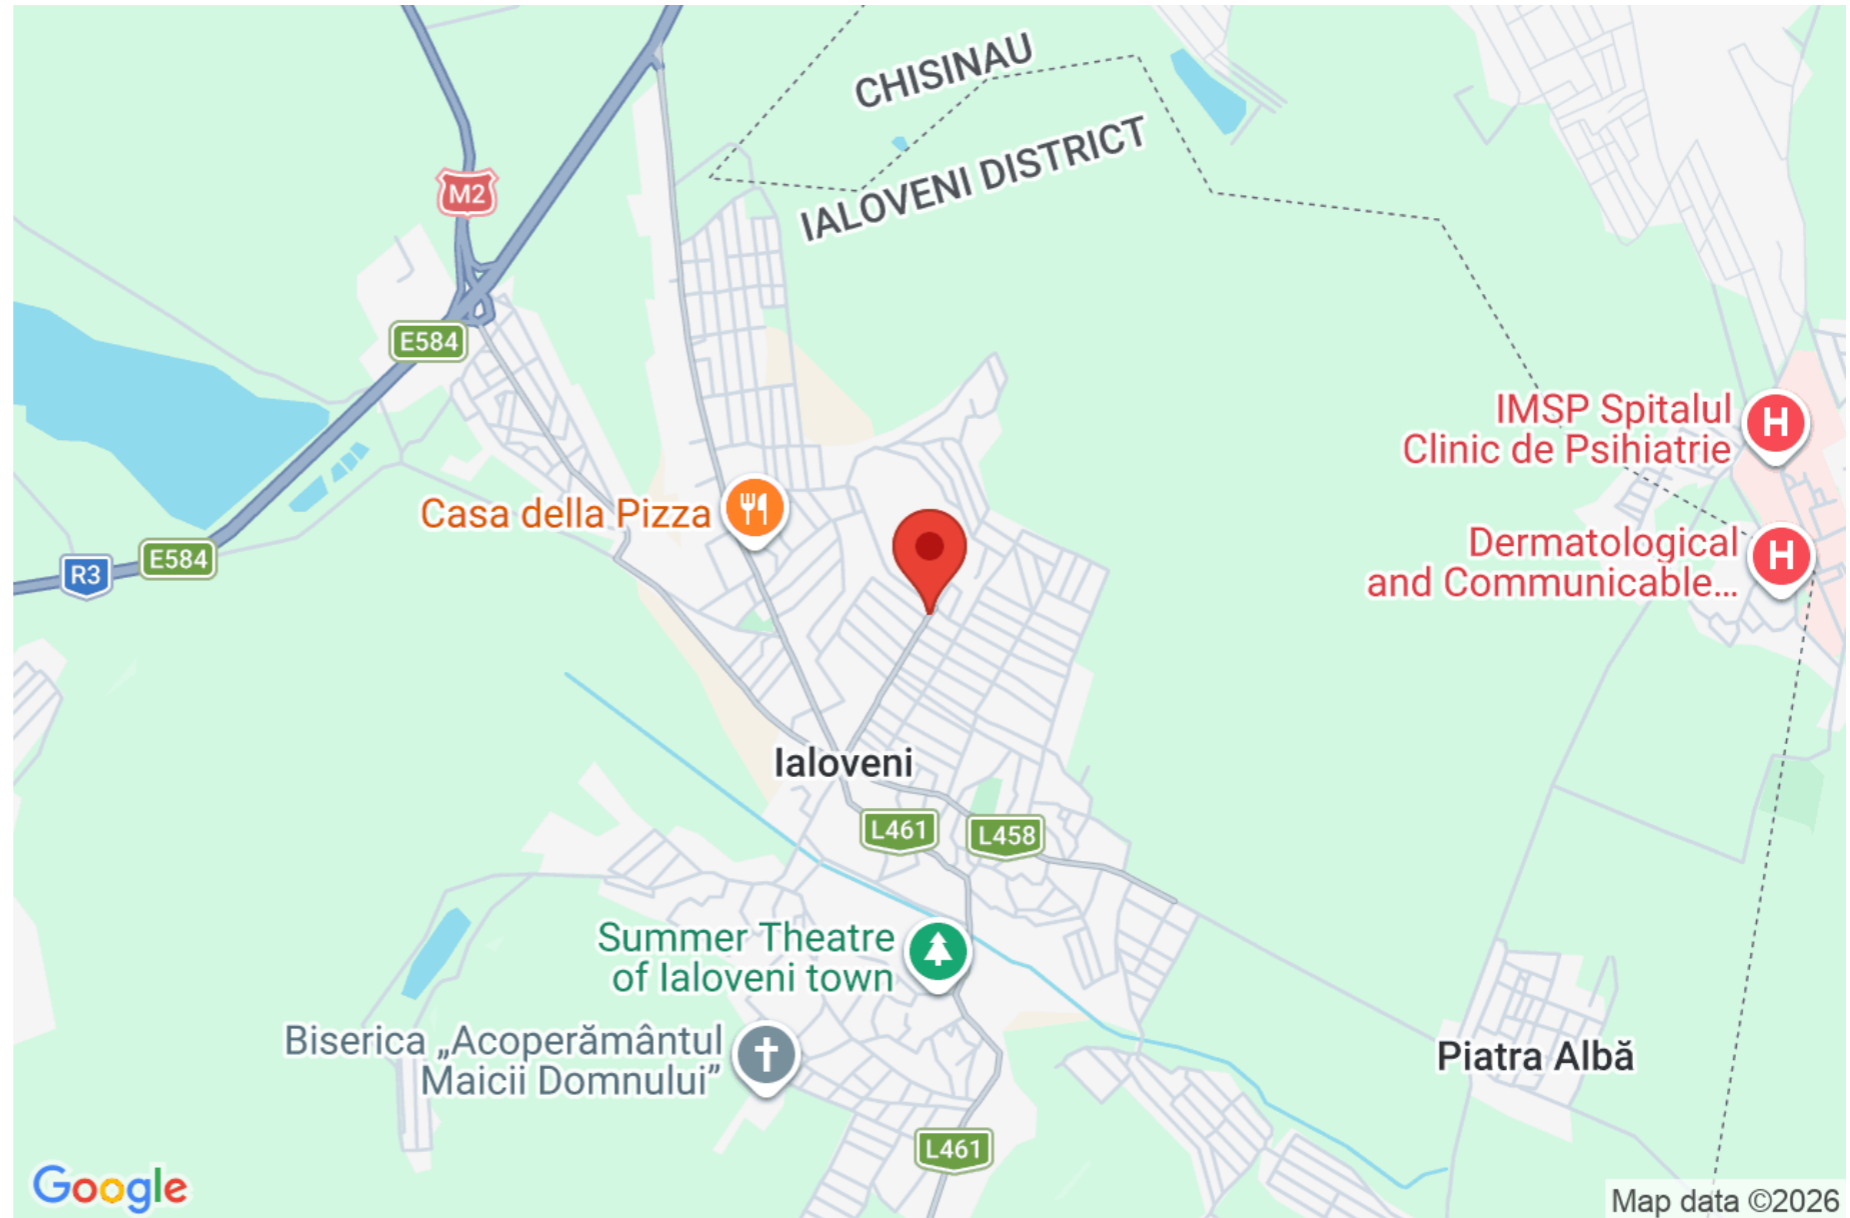 CHISINAU
IALOVENI DISTRICT
M2
E584
IMSP Spitalul
Clinic de Psihiatrie
H
Casa della Pizza
Dermatological
and Communicable...
H
E584
R3
Ialoveni
L461
L458
Summer Theatre
of Ialoveni town
Biserica „Acoperământul
Maicii Domnului”
Piatra Albă
L461
Google
Map data ©2026